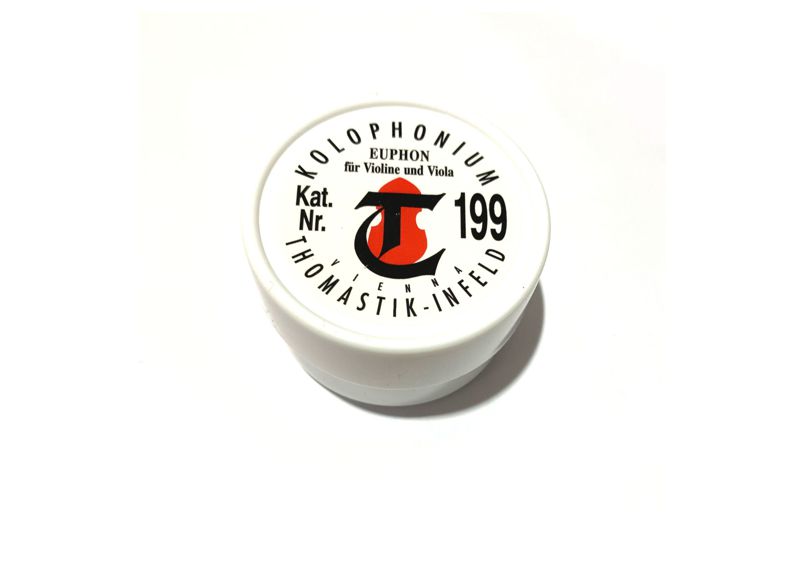 KOLOPHONIUM
EUPHON
für Violine und Viola
Kat.
Nr.
199
VIENNA
THOMASTIK-INFELD